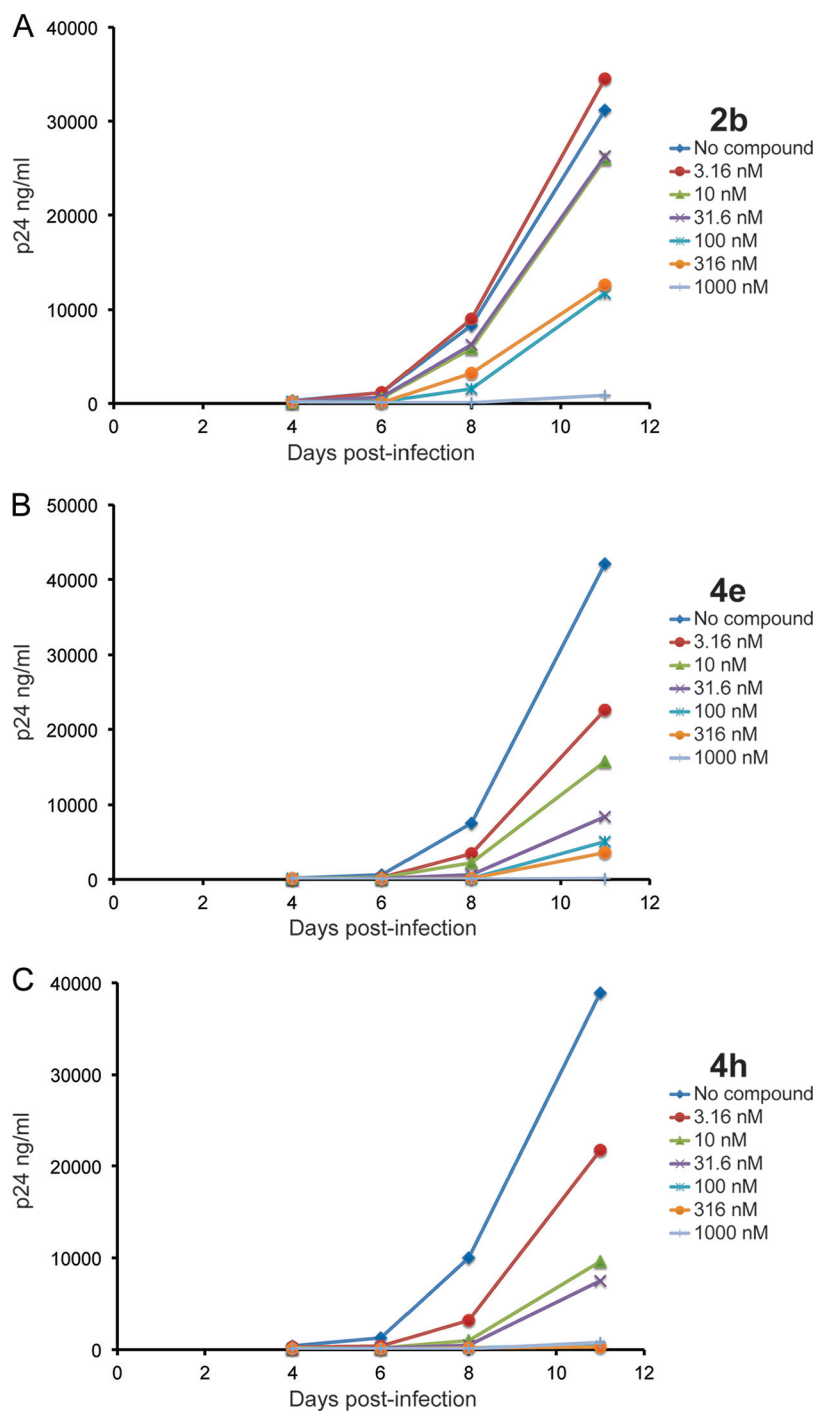 A
40000
30000
20000
10000
0
p24 ng/ml
0 2 4 6 8 10 12
Days post-infection
2b
No compound
3.16 nM
10 nM
31.6 nM
100 nM
316 nM
1000 nM
B
50000
40000
30000
20000
10000
0
p24 ng/ml
0 2 4 6 8 10 12
Days post-infection
4e
No compound
3.16 nM
10 nM
31.6 nM
100 nM
316 nM
1000 nM
C
40000
30000
20000
10000
0
p24 ng/ml
0 2 4 6 8 10 12
Days post-infection
4h
No compound
3.16 nM
10 nM
31.6 nM
100 nM
316 nM
1000 nM